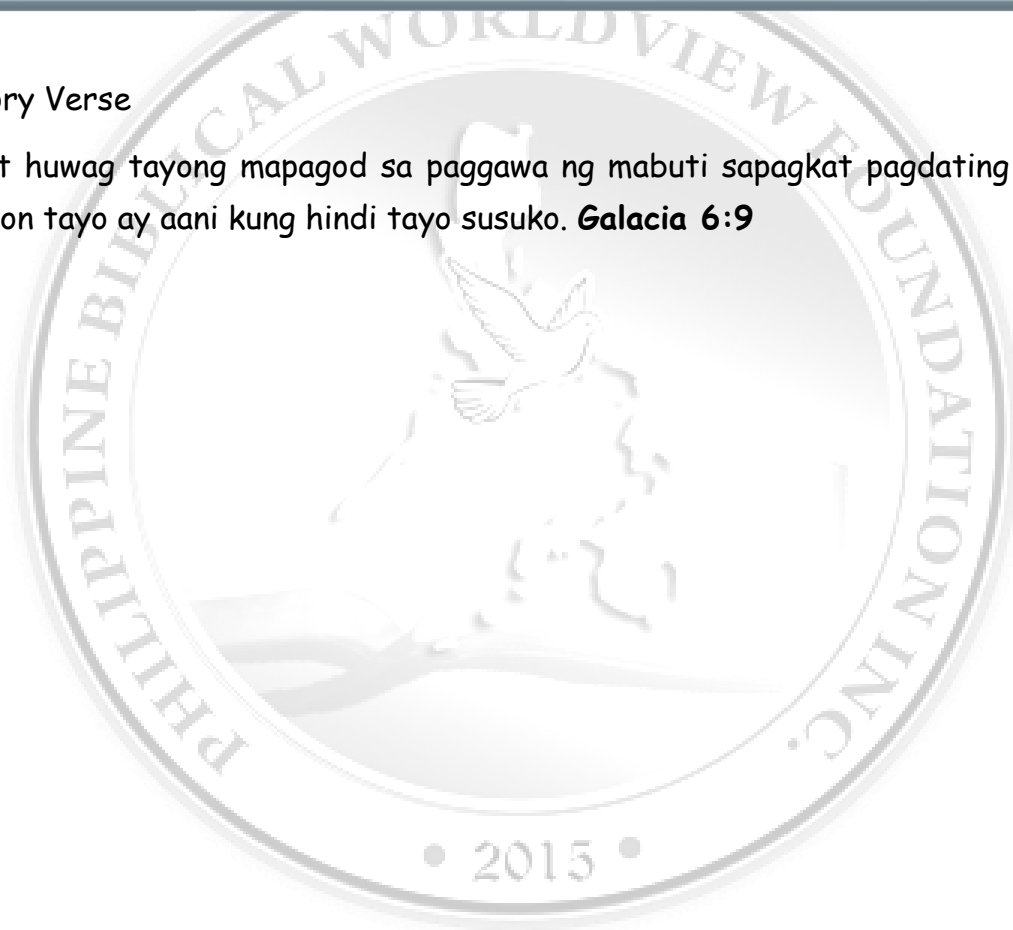 ory Verse
t huwag tayong mapagod sa paggawa ng mabuti sapagkat pagdating
on tayo ay aani kung hindi tayo susuko. Galacia 6:9
PHILIPPINE BIBLICAL WORLDVIEW FOUNDATION INC.
• 2015 •